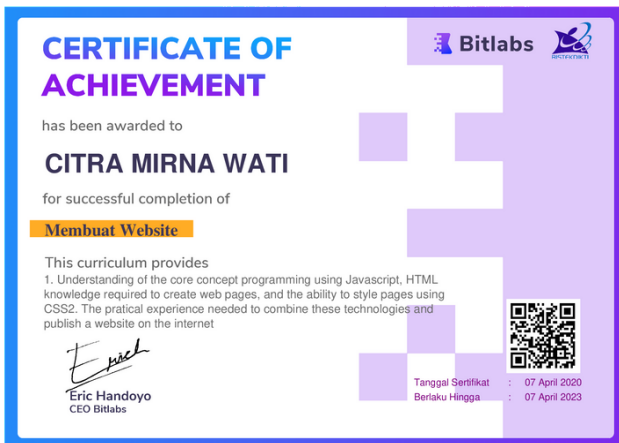 CERTIFICATE OF
ACHIEVEMENT
Bitlabs
RISTEKDIKTI
has been awarded to
CITRA MIRNA WATI
for successful completion of
Membuat Website
This curriculum provides
1. Understanding of the core concept programming using Javascript, HTML
knowledge required to create web pages, and the ability to style pages using
CSS2. The pratical experience needed to combine these technologies and
publish a website on the internet
Eric Handoyo
CEO Bitlabs
Tanggal Sertifikat : 07 April 2020
Berlaku Hingga : 07 April 2023